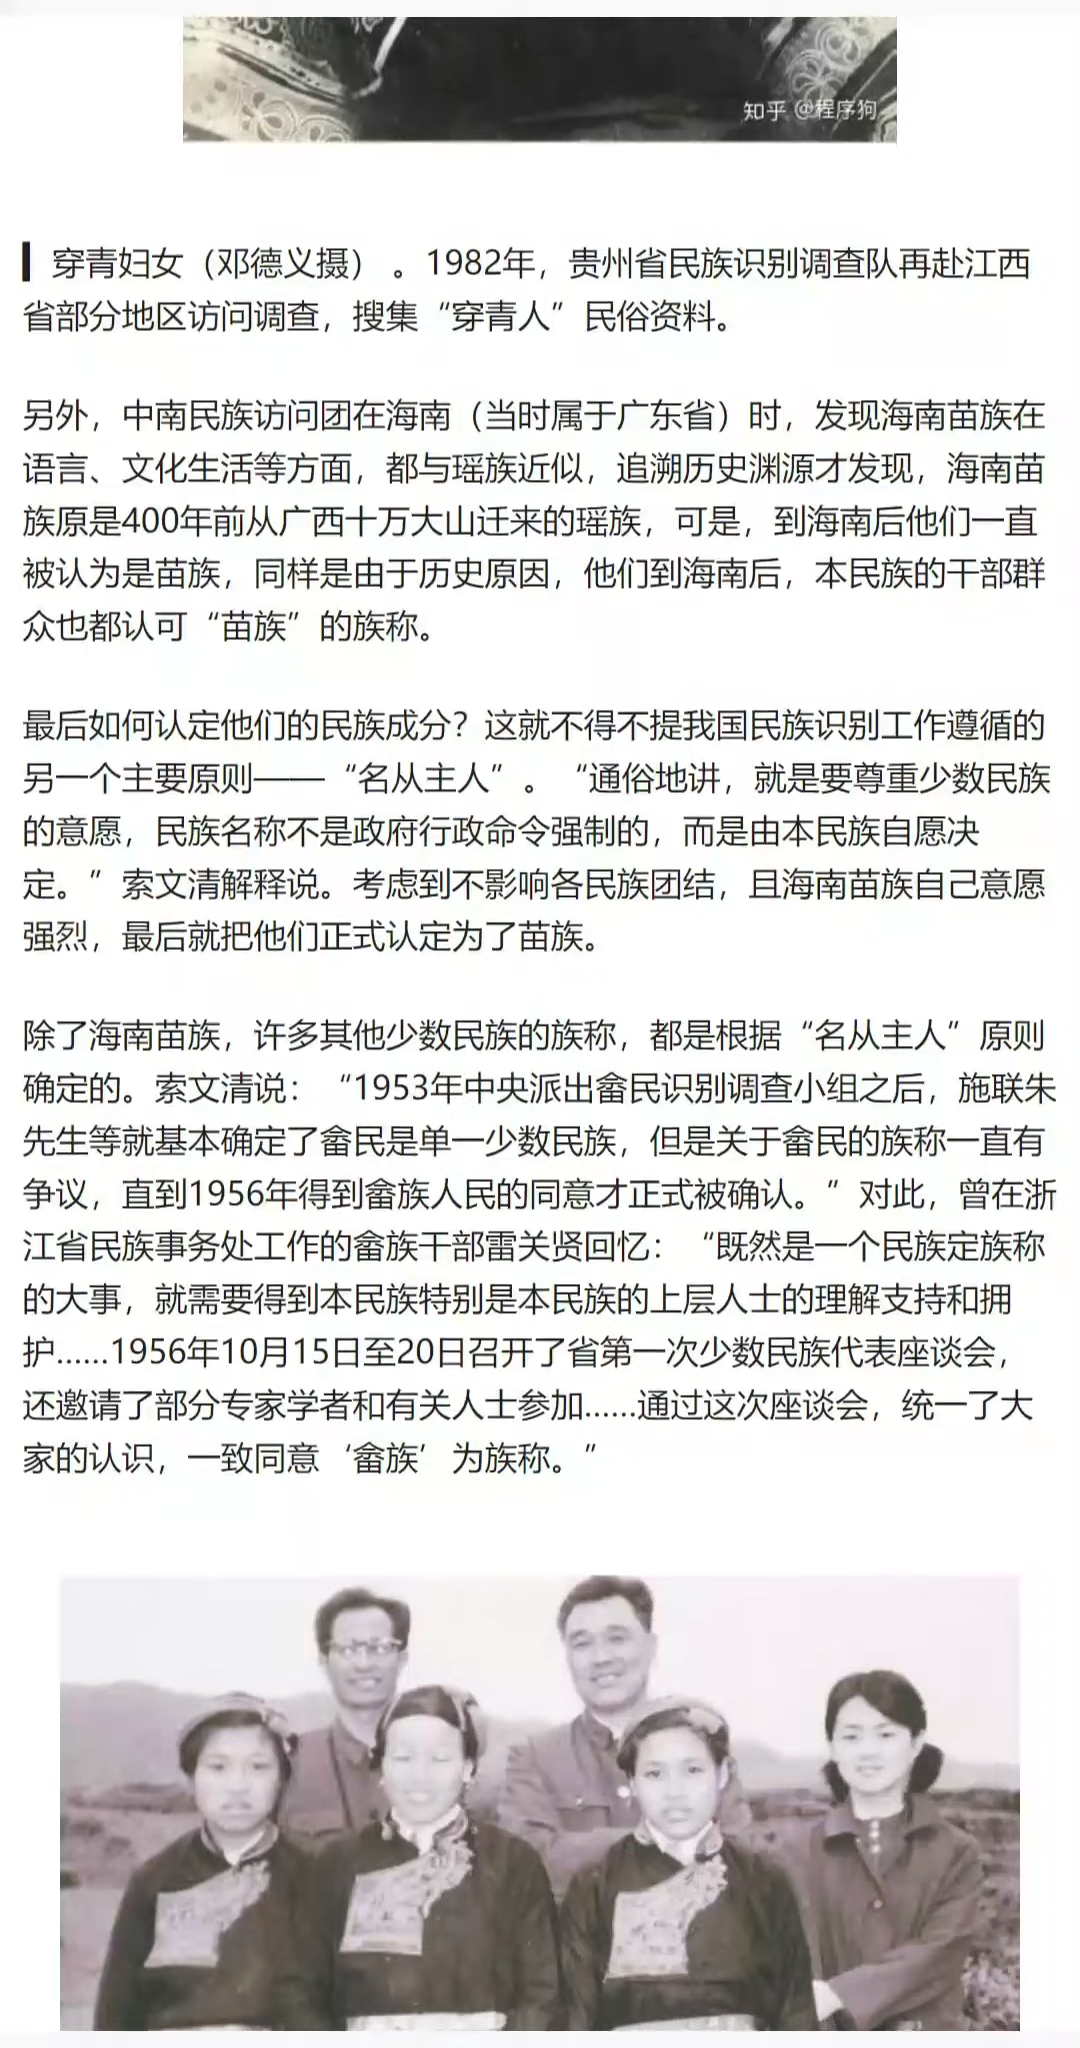 知乎 @程序狗
穿青妇女（邓德义摄）。1982年，贵州省民族识别调查队再赴江西
省部分地区访问调查，搜集“穿青人”民俗资料。
另外，中南民族访问团在海南（当时属于广东省）时，发现海南苗族在
语言、文化生活等方面，都与瑶族近似，追溯历史渊源才发现，海南苗
族原是400年前从广西十万大山迁来的瑶族，可是，到海南后他们一直
被认为是苗族，同样是由于历史原因，他们到海南后，本民族的干部群
众也都认可“苗族”的族称。
最后如何认定他们的民族成分？这就不得不提我国民族识别工作遵循的
另一个主要原则——“名从主人”。“通俗地讲，就是要尊重少数民族
的意愿，民族名称不是政府行政命令强制的，而是由本民族自愿决
定。”索文清解释说。考虑到不影响各民族团结，且海南苗族自己意愿
强烈，最后就把他们正式认定为了苗族。
除了海南苗族，许多其他少数民族的族称，都是根据“名从主人”原则
确定的。索文清说：“1953年中央派出畲民识别调查小组之后，施联朱
先生等就基本确定了畲民是单一少数民族，但是关于畲民的族称一直有
争议，直到1956年得到畲族人民的同意才正式被确认。”对此，曾在浙
江省民族事务处工作的畲族干部雷关贤回忆：“既然是一个民族定族称
的大事，就需要得到本民族特别是本民族的上层人士的理解支持和拥
护……1956年10月15日至20日召开了省第一次少数民族代表座谈会，
还邀请了部分专家学者和有关人士参加……通过这次座谈会，统一了大
家的认识，一致同意‘畲族’为族称。”